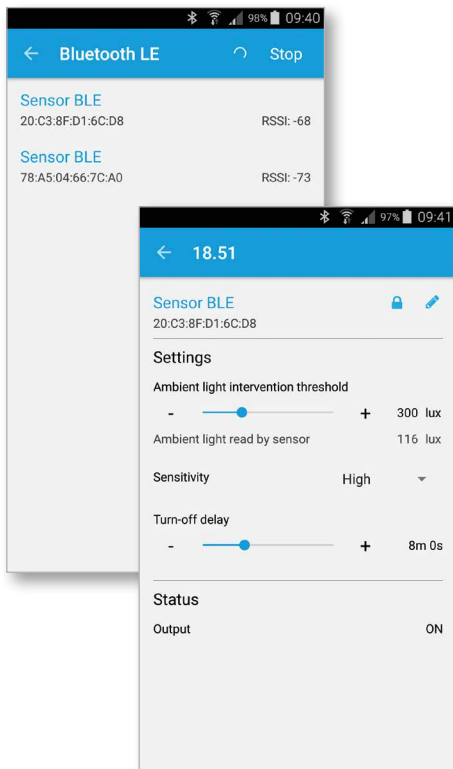 98% 09:40
Bluetooth LE Stop
Sensor BLE
20:C3:8F:D1:6C:D8 RSSI: -68
Sensor BLE
78:A5:04:66:7C:A0 RSSI: -73
97% 09:41
18.51
Sensor BLE
20:C3:8F:D1:6C:D8
Settings
Ambient light intervention threshold
- + 300 lux
Ambient light read by sensor 116 lux
Sensitivity High
Turn-off delay
- + 8m 0s
Status
Output ON